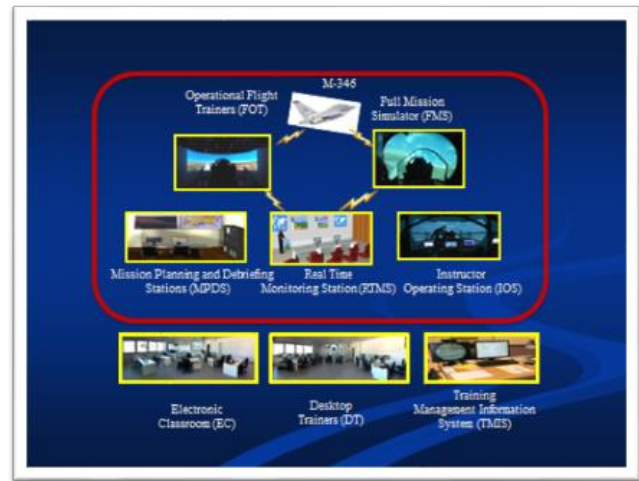 M-346
Operational Flight
Trainers (FOT)
Full Mission
Simulator (FMS)
Mission Planning and Debriefing
Stations (MPDS)
Real Time
Monitoring Station (RTMS)
Instructor
Operating Station (IOS)
Electronic
Classroom (EC)
Desktop
Trainers (DT)
Training
Management Information
System (TMIS)